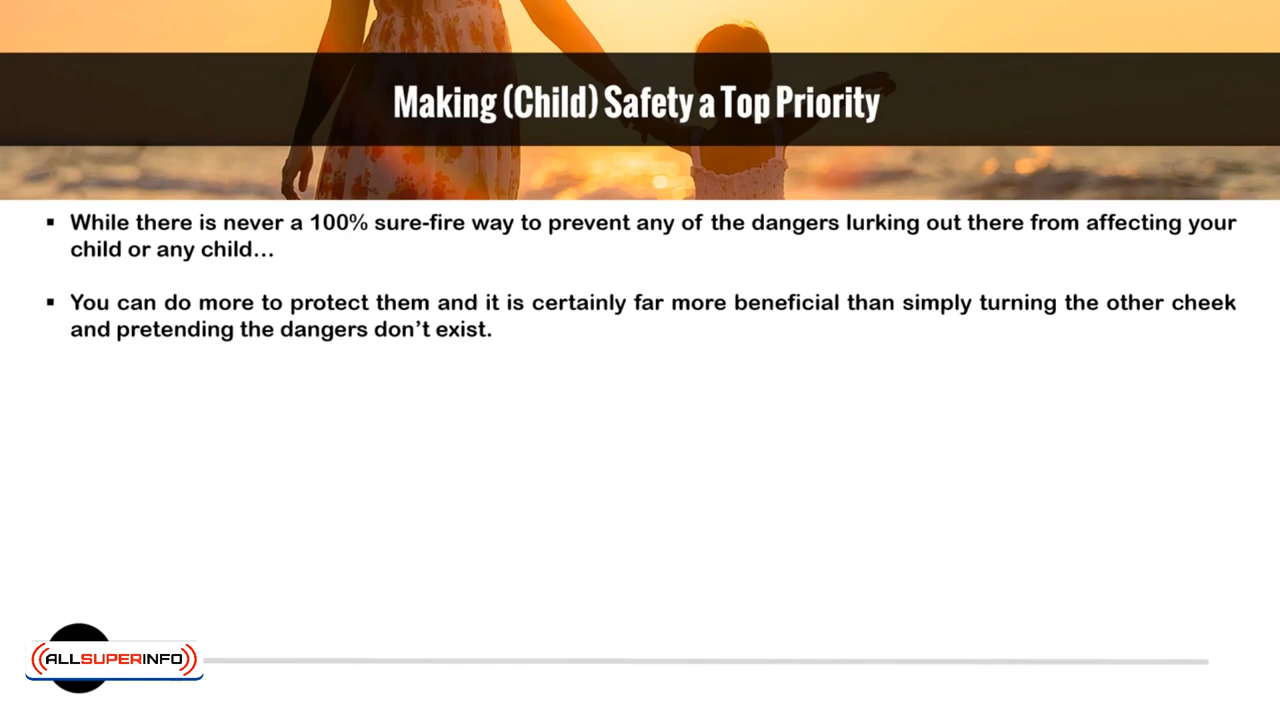 Making (Child) Safety a Top Priority
▪ While there is never a 100% sure-fire way to prevent any of the dangers lurking out there from affecting your
child or any child…
▪ You can do more to protect them and it is certainly far more beneficial than simply turning the other cheek
and pretending the dangers don’t exist.
ALLSUPERINFO